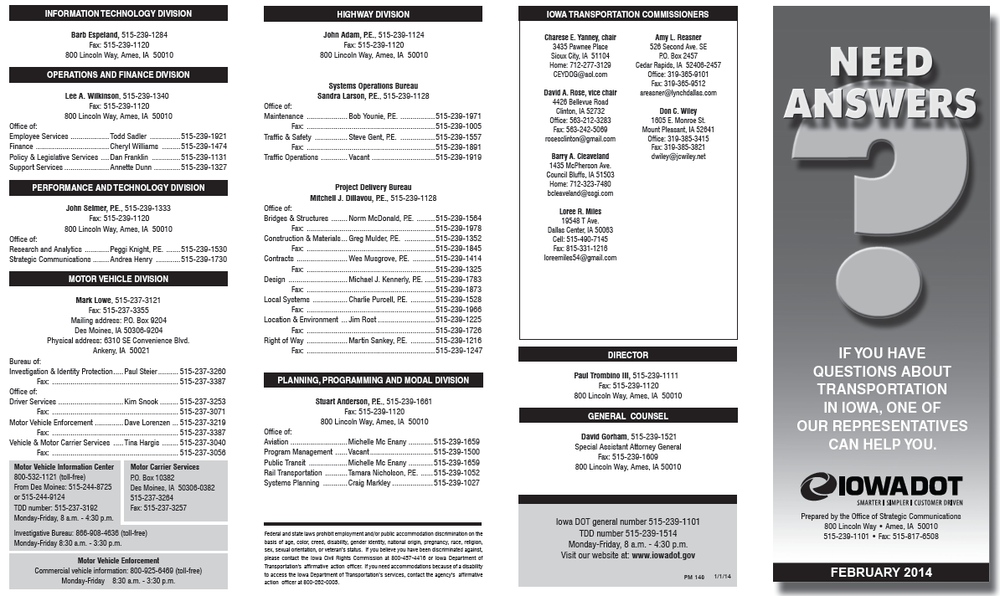 INFORMATION TECHNOLOGY DIVISION
Barb Espeland, 515-239-1284
Fax: 515-239-1120
800 Lincoln Way, Ames, IA 50010
OPERATIONS AND FINANCE DIVISION
Lee A. Wilkinson, 515-239-1340
Fax: 515-239-1120
800 Lincoln Way, Ames, IA 50010
Office of:
Employee Services .................Todd Sadler ..............515-239-1921
Finance .................................Cheryl Williams ..........515-239-1474
Policy & Legislative Services ....Dan Franklin ..............515-239-1131
Support Services ....................Annette Dunn ............515-239-1327
PERFORMANCE AND TECHNOLOGY DIVISION
John Selmer, P.E., 515-239-1333
Fax: 515-239-1120
800 Lincoln Way, Ames, IA 50010
Office of:
Research and Analytics ...........Peggi Knight, P.E. .......515-239-1530
Strategic Communications ........Andrea Henry ............515-239-1730
MOTOR VEHICLE DIVISION
Mark Lowe, 515-237-3121
Fax: 515-237-3355
Mailing address: P.O. Box 9204
Des Moines, IA 50306-9204
Physical address: 6310 SE Convenience Blvd.
Ankeny, IA 50021
Bureau of:
Investigation & Identity Protection.....Paul Steier......... 515-237-3260
Fax: ......................................................... 515-237-3387
Office of:
Driver Services .............................Kim Snook ........ 515-237-3253
Fax: ......................................................... 515-237-3071
Motor Vehicle Enforcement .............Dave Lorenzen ... 515-237-3219
Fax: ......................................................... 515-237-3387
Vehicle & Motor Carrier Services .....Tina Hargis ....... 515-237-3040
Fax: ......................................................... 515-237-3056
Motor Vehicle Information Center
800-532-1121 (toll-free)
From Des Moines: 515-244-8725
or 515-244-9124
TDD number: 515-237-3192
Monday-Friday, 8 a.m. - 4:30 p.m.
Motor Carrier Services
P.O. Box 10382
Des Moines, IA 50306-0382
515-237-3264
Fax: 515-237-3257
Investigative Bureau: 866-908-4636 (toll-free)
Monday-Friday 8:30 a.m. - 3:30 p.m.
Motor Vehicle Enforcement
Commercial vehicle information: 800-925-6469 (toll-free)
Monday-Friday 8:30 a.m. - 3:30 p.m.
HIGHWAY DIVISION
John Adam, P.E., 515-239-1124
Fax: 515-239-1120
800 Lincoln Way, Ames, IA 50010
Systems Operations Bureau
Sandra Larson, P.E., 515-239-1128
Office of:
Maintenance ...........................Bob Younie, P.E. ............515-239-1971
Fax: .........................................................515-239-1005
Traffic & Safety .......................Steve Gent, P.E. ............515-239-1557
Fax: .........................................................515-239-1891
Traffic Operations ....................Vacant ..........................515-239-1919
Project Delivery Bureau
Mitchell J. Dillavou, P.E., 515-239-1128
Office of:
Bridges & Structures ........Norm McDonald, P.E. .........515-239-1564
Fax: .........................................................515-239-1978
Construction & Materials...Greg Mulder, P.E. ..............515-239-1352
Fax: .........................................................515-239-1845
Contracts .......................Wes Musgrove, P.E. ............515-239-1414
Fax: .........................................................515-239-1325
Design ..........................Michael J. Kennerly, P.E. .....515-239-1783
Fax: .........................................................515-239-1873
Local Systems ................Charlie Purcell, P.E. ............515-239-1528
Fax: .........................................................515-239-1966
Location & Environment ...Jim Rost ..........................515-239-1225
Fax: .........................................................515-239-1726
Right of Way ..................Martin Sankey, P.E. .............515-239-1216
Fax: .........................................................515-239-1247
PLANNING, PROGRAMMING AND MODAL DIVISION
Stuart Anderson, P.E., 515-239-1661
Fax: 515-239-1120
800 Lincoln Way, Ames, IA 50010
Office of:
Aviation ..........................Michelle Mc Enany ...........515-239-1659
Program Management ......Vacant............................515-239-1500
Public Transit ..................Michelle Mc Enany ...........515-239-1659
Rail Transportation ...........Tamara Nicholson, P.E. .....515-239-1052
Systems Planning ............Craig Markley ..................515-239-1027
Federal and state laws prohibit employment and/or public accommodation discrimination on the
basis of age, color, creed, disability, gender identity, national origin, pregnancy, race, religion,
sex, sexual orientation, or veteran's status. If you believe you have been discriminated against,
please contact the Iowa Civil Rights Commission at 800-457-4416 or Iowa Department of
Transportation's affirmative action officer. If you need accommodations because of a disability
to access the Iowa Department of Transportation's services, contact the agency's affirmative
action officer at 800-262-0003.
IOWA TRANSPORTATION COMMISSIONERS
Charese E. Yanney, chair
3435 Pawnee Place
Sioux City, IA 51104
Home: 712-277-3129
CEYDOG@aol.com
David A. Rose, vice chair
4426 Bellevue Road
Clinton, IA 52732
Office: 563-212-3283
Fax: 563-242-5069
roseclinton@gmail.com
Barry A. Cleaveland
1435 McPherson Ave.
Council Bluffs, IA 51503
Home: 712-323-7480
bcleaveland@ssgi.com
Loree R. Miles
19548 T Ave.
Dallas Center, IA 50063
Cell: 515-490-7145
Fax: 815-331-1216
loreemiles54@gmail.com
Amy L. Reasner
526 Second Ave. SE
P.O. Box 2457
Cedar Rapids, IA 52406-2457
Office: 319-365-9101
Fax: 319-365-9512
areasner@lynchdallas.com
Don C. Wiley
1605 E. Monroe St.
Mount Pleasant, IA 52641
Office: 319-385-3415
Fax: 319-385-3821
dwiley@jcwiley.net
DIRECTOR
Paul Trombino III, 515-239-1111
Fax: 515-239-1120
800 Lincoln Way, Ames, IA 50010
GENERAL COUNSEL
David Gorham, 515-239-1521
Special Assistant Attorney General
Fax: 515-239-1609
800 Lincoln Way, Ames, IA 50010
Iowa DOT general number 515-239-1101
TDD number 515-239-1514
Monday-Friday, 8 a.m. - 4:30 p.m.
Visit our website at: www.iowadot.gov
PM 140 1/1/14
NEED
ANSWERS
?
IF YOU HAVE
QUESTIONS ABOUT
TRANSPORTATION
IN IOWA, ONE OF
OUR REPRESENTATIVES
CAN HELP YOU.
IOWADOT
SMARTER | SIMPLER | CUSTOMER DRIVEN
Prepared by the Office of Strategic Communications
800 Lincoln Way • Ames, IA 50010
515-239-1101 • Fax: 515-817-6508
FEBRUARY 2014